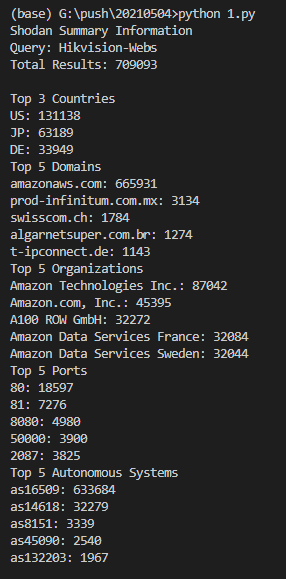 (base) G:\push\20210504>python 1.py
Shodan Summary Information
Query: Hikvision-Webs
Total Results: 709093
Top 3 Countries
US: 131138
JP: 63189
DE: 33949
Top 5 Domains
amazonaws.com: 665931
prod-infinitum.com.mx: 3134
swisscom.ch: 1784
algarnetsuper.com.br: 1274
t-ipconnect.de: 1143
Top 5 Organizations
Amazon Technologies Inc.: 87042
Amazon.com, Inc.: 45395
A100 ROW GmbH: 32272
Amazon Data Services France: 32084
Amazon Data Services Sweden: 32044
Top 5 Ports
80: 18597
81: 7276
8080: 4980
50000: 3900
2087: 3825
Top 5 Autonomous Systems
as16509: 633684
as14618: 32279
as8151: 3339
as45090: 2540
as132203: 1967